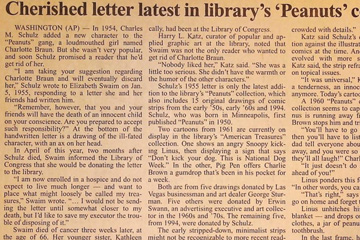 Cherished letter latest in library's 'Peanuts' c
WASHINGTON (AP) — In 1954, Charles
M. Schulz added a new character to the
"Peanuts" gang, a loudmouthed girl named
Charlotte Braun. But she wasn't very popular,
and soon Schulz promised a reader that he'd
get rid of her.
"I am taking your suggestion regarding
Charlotte Braun and will eventually discard
her," Schulz wrote to Elizabeth Swaim on Jan.
5, 1955, responding to a letter she and her
friends had written him.
"Remember, however, that you and your
friends will have the death of an innocent child
on your conscience. Are you prepared to accept
such responsibility?" At the bottom of the
handwritten letter is a drawing of the ill-fated
character, with an ax on her head.
In April of this year, two months after
Schulz died, Swaim informed the Library of
Congress that she would be donating the letter
to the library.
"I am now enrolled in a hospice and do not
expect to live much longer — and want to
place what might loosely be called my treas-
ures," Swaim wrote. "... I would not be send-
ing the letter until somewhat close to my
death, but I'd like to save my executor the trou-
ble of disposing of it."
Swaim died of cancer three weeks later, at
the age of 66. Her younger sister, Kathleen
cally, had been at the Library of Congress.
Harry L. Katz, curator of popular and ap-
plied graphic art at the library, noted that
Swaim was not the only reader who wanted to
get rid of Charlotte Braun.
"Nobody liked her," Katz said. "She was a
little too serious. She didn't have the warmth or
the humor of the other characters."
Schulz's 1955 letter is only the latest addi-
tion to the library's "Peanuts" collection, which
also includes 15 original drawings of comic
strips from the early '50s, early '60s and 1994.
Schulz, who was born in Minneapolis, first
published "Peanuts" in 1950.
Two cartoons from 1961 are currently on
display in the library's "American Treasures"
collection. One shows an angry Snoopy kick-
ing Linus, then displaying a sign that says
"Don't kick your dog. This is National Dog
Week." In the other, Pig Pen offers Charlie
Brown a gumdrop that's been in his pocket for
a week.
Both are from five drawings donated by Las
Vegas businessman and art dealer George Stur-
man. Five others were donated by Erwin
Swann, an advertising executive and art collec-
tor in the 1960s and '70s. The remaining five,
from 1994, were donated by Schulz.
The early stripped-down, minimalist strips
might not be recognizable to more recent read-
crowded with details."
Katz said Schulz's
comics at the time. An
evolved with more s
Katz said, the strip refl
on topical issues.
"It was universal,"
a tenderness, an innoc
anymore. Today's carto
A 1960 "Peanuts"
collection seems to cap
nus is running away fr
Brown stops him and te
"You'll have to g
then you'll have to list
dad tell everyone abou
away, and you were so
they'll all laugh!" Charl
"It just doesn't do
ahead of you!"
Linus ponders this t
"In other words, you
"That's right," says
go on home and forget t
Linus unhitches his
blanket — and drops o
clothes, a jar of pean
toothbrush.
In the last frame